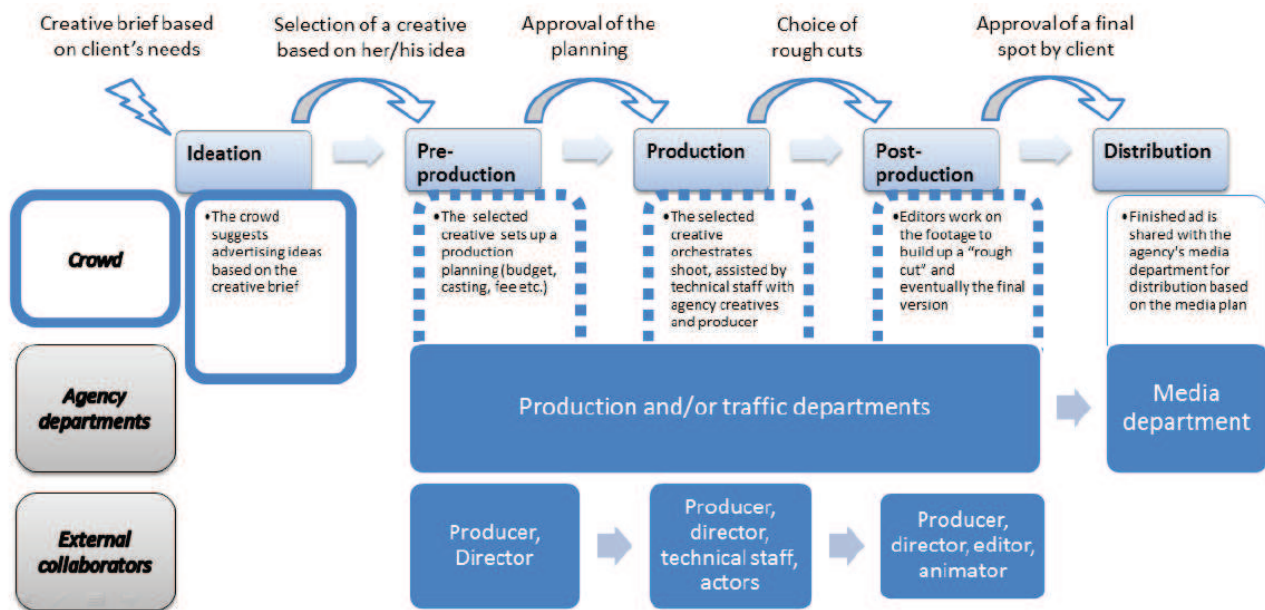 Creative brief based
on client's needs
Selection of a creative
based on her/his idea
Approval of the
planning
Choice of
rough cuts
Approval of a final
spot by client
Ideation
Pre-
production
Production
Post-
production
Distribution
Crowd
•The crowd
suggests
advertising ideas
based on the
creative brief
•The selected
creative sets up a
production
planning (budget,
casting, fee etc.)
•The selected
creative
orchestrates
shoot, assisted by
technical staff with
agency creatives
and producer
•Editors work on
the footage to
build up a "rough
cut" and
eventually the final
version
•Finished ad is
shared with the
agency's media
department for
distribution based
on the media plan
Agency
departments
Production and/or traffic departments
Media
department
External
collaborators
Producer,
Director
Producer,
director,
technical staff,
actors
Producer,
director, editor,
animator